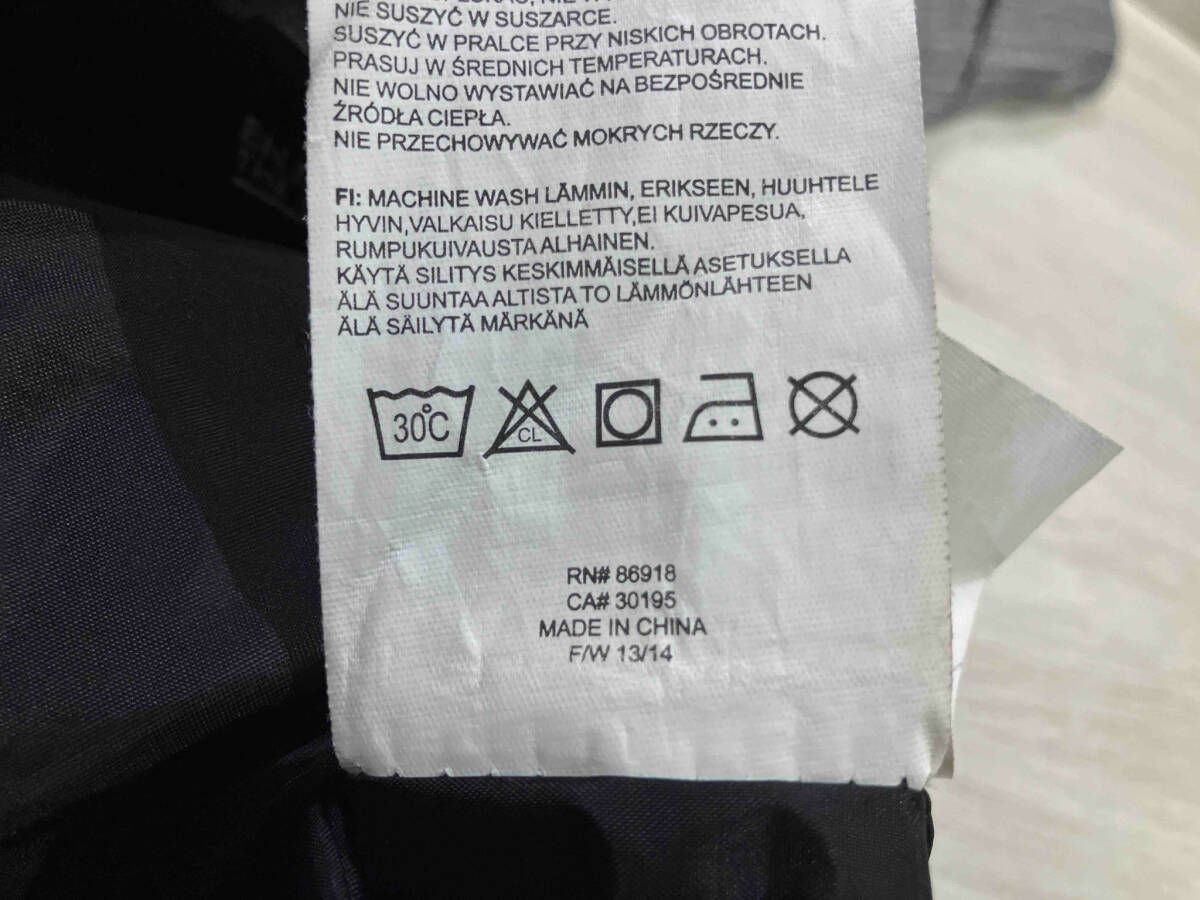 NIE SUSZYĆ W SUSZARCE.
SUSZYĆ W PRALCE PRZY NISKICH OBROTACH.
PRASUJ W ŚREDNICH TEMPERATURACH.
NIE WOLNO WYSTAWIAĆ NA BEZPOŚREDNIE
ŹRÓDŁA CIEPŁA.
NIE PRZECHOWYWAĆ MOKRYCH RZECZY.
FI: MACHINE WASH LÄMMIN, ERIKSEEN, HUUHTELE
HYVIN,VALKAISU KIELLETTY,EI KUIVAPESUA,
RUMPUKUIVAUSTA ALHAINEN.
KÄYTÄ SILITYS KESKIMMÄISELLÄ ASETUKSELLA
ÄLÄ SUUNTAA ALTISTA TO LÄMMÖNLÄHTEEN
ÄLÄ SÄILYTÄ MÄRKÄNÄ
30°C CL
RN# 86918
CA# 30195
MADE IN CHINA
F/W 13/14